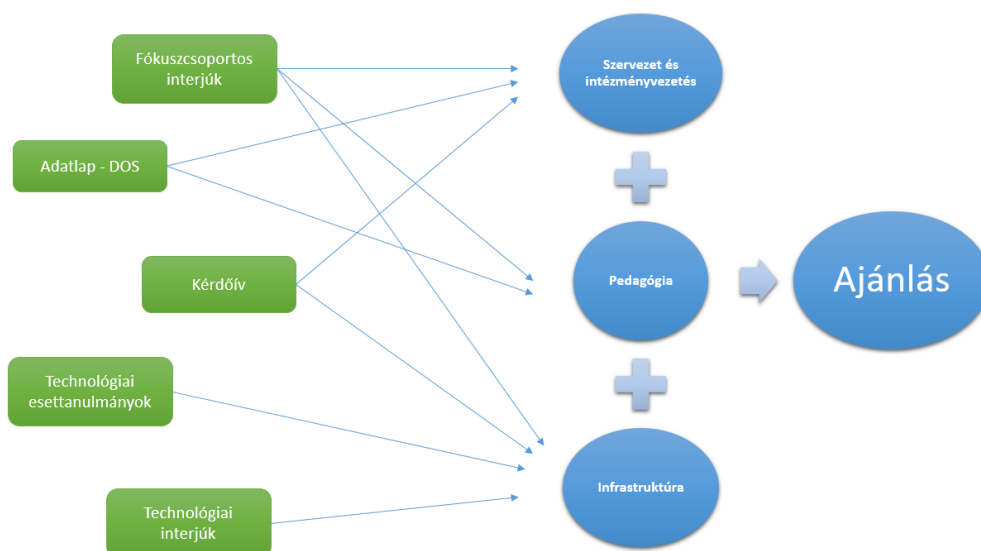 Fókuszcsoportos
interjúk
Adatlap - DOS
Kérdőív
Technológiai
esettanulmányok
Technológiai
interjúk
Szervezet és
intézményvezetés
Pedagógia
Infrastruktúra
Ajánlás